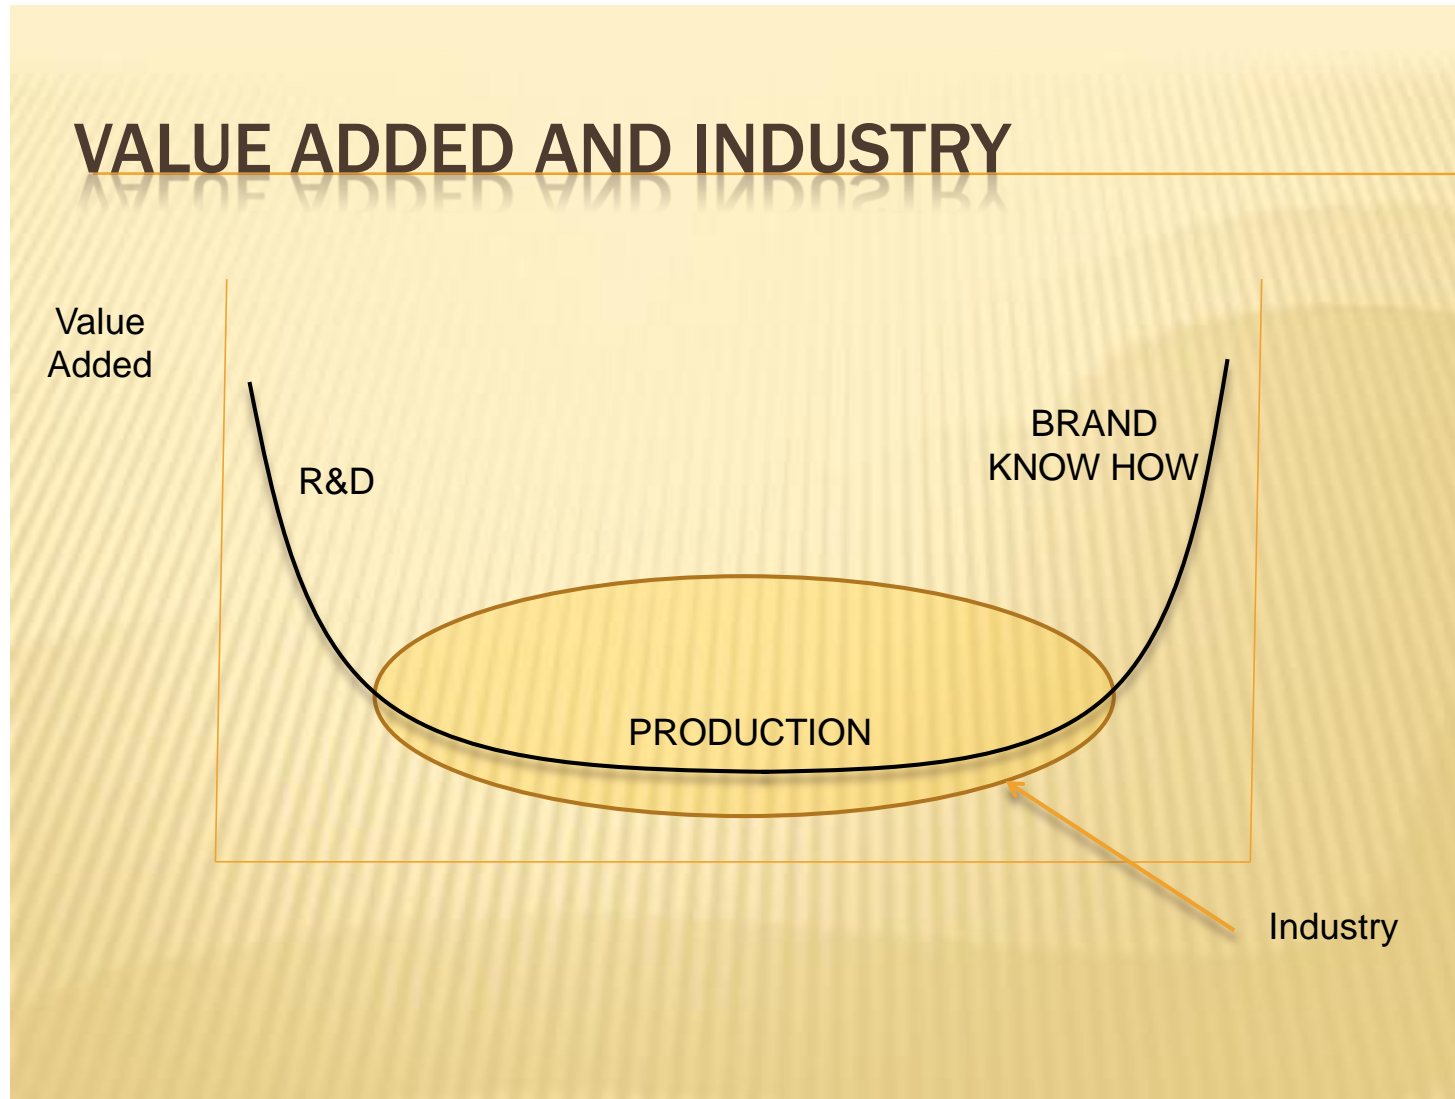 VALUE ADDED AND INDUSTRY
Value
Added
R&D
BRAND
KNOW HOW
PRODUCTION
Industry